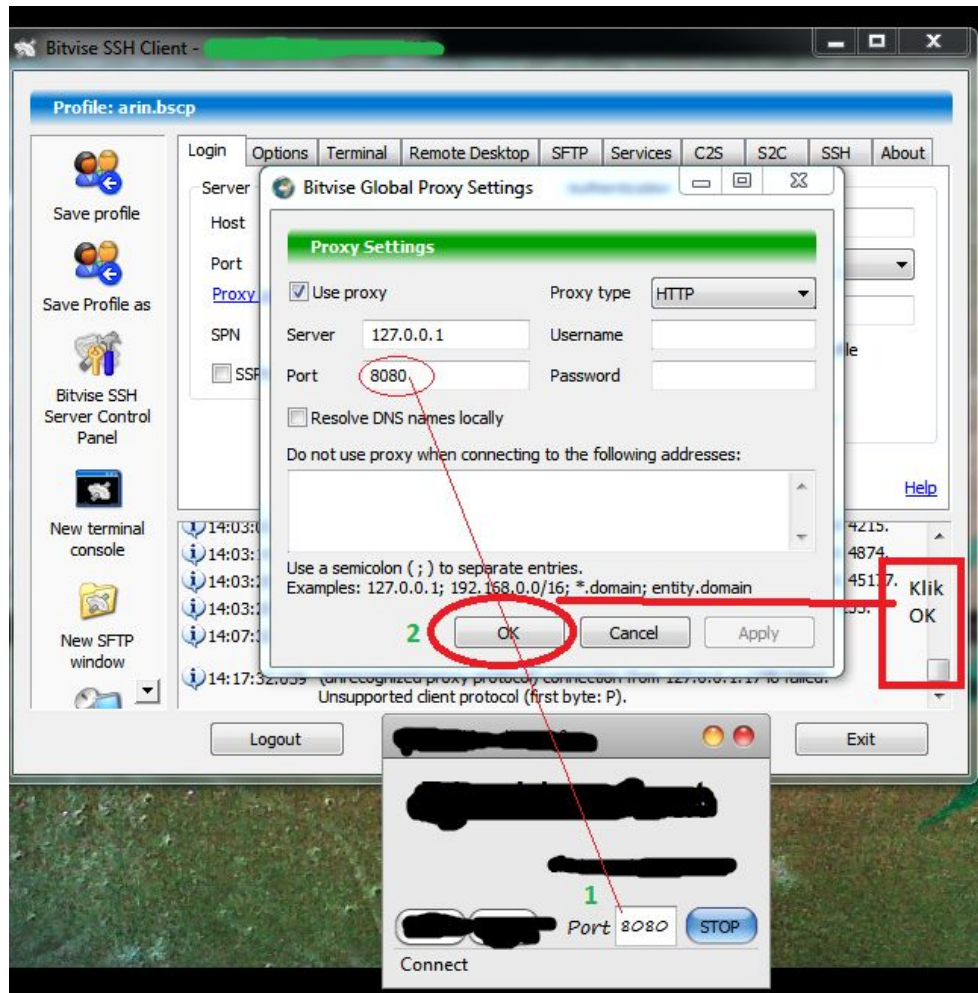 Bitvise SSH Client -
Profile: arin.bscp
Save profile
Save Profile as
Bitvise SSH
Server Control
Panel
New terminal
console
New SFTP
window
Login Options Terminal Remote Desktop SFTP Services C2S S2C SSH About
Server
Host
Port
Proxy
SPN
Help
Bitvise Global Proxy Settings
Proxy Settings
Use proxy
Proxy type HTTP
Server 127.0.0.1
Username
Port 8080
Password
Resolve DNS names locally
Do not use proxy when connecting to the following addresses:
Use a semicolon ( ; ) to separate entries.
Examples: 127.0.0.1; 192.168.0.0/16; *.domain; entity.domain
2 OK Cancel Apply
Klik
OK
14:03:
14:03:
14:03:
14:03:
14:07:
14:17:32.059 (unrecognized proxy protocol) connection from failed.
Unsupported client protocol (first byte: P).
Logout
Exit
1
Port 8080 STOP
Connect